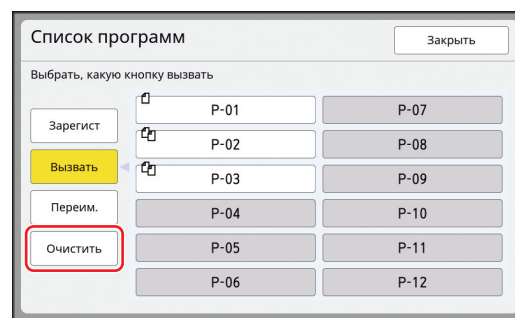 Список программ
Закрыть
Выбрать, какую кнопку вызвать
Зарегист
Вызвать
Переим.
Очистить
P-01
P-02
P-03
P-04
P-05
P-06
P-07
P-08
P-09
P-10
P-11
P-12